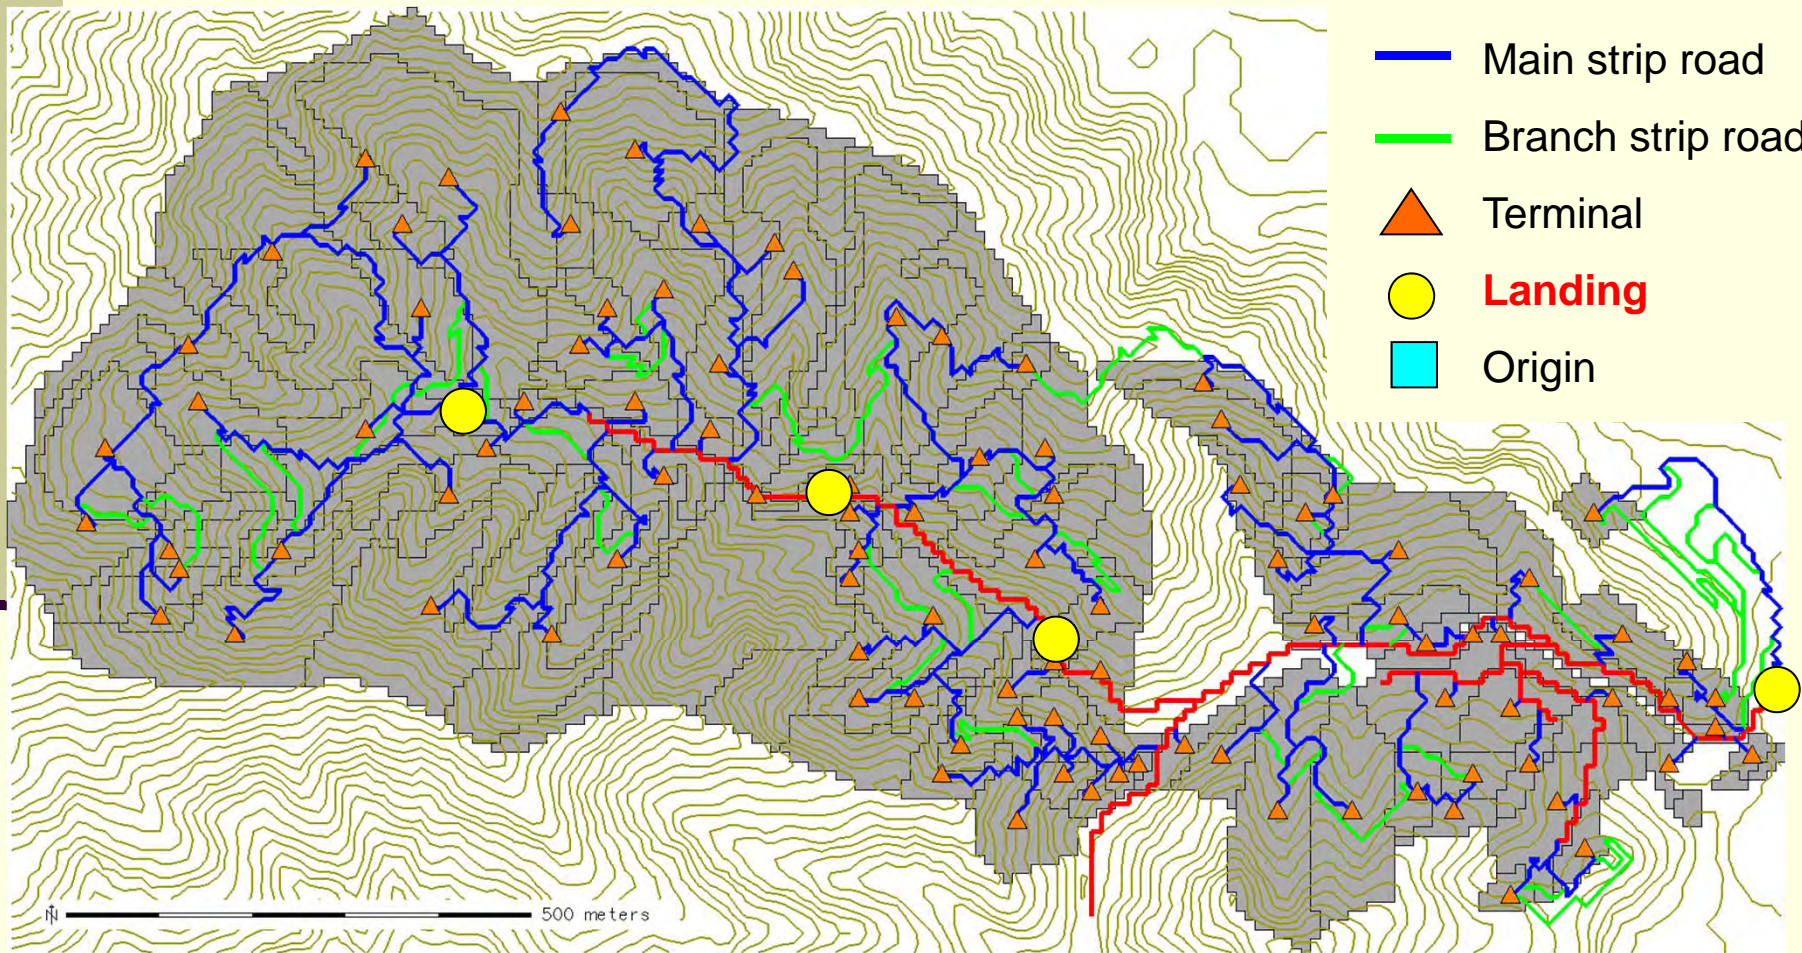 Main strip road
Branch strip road
Terminal
Landing
Origin
N 500 meters